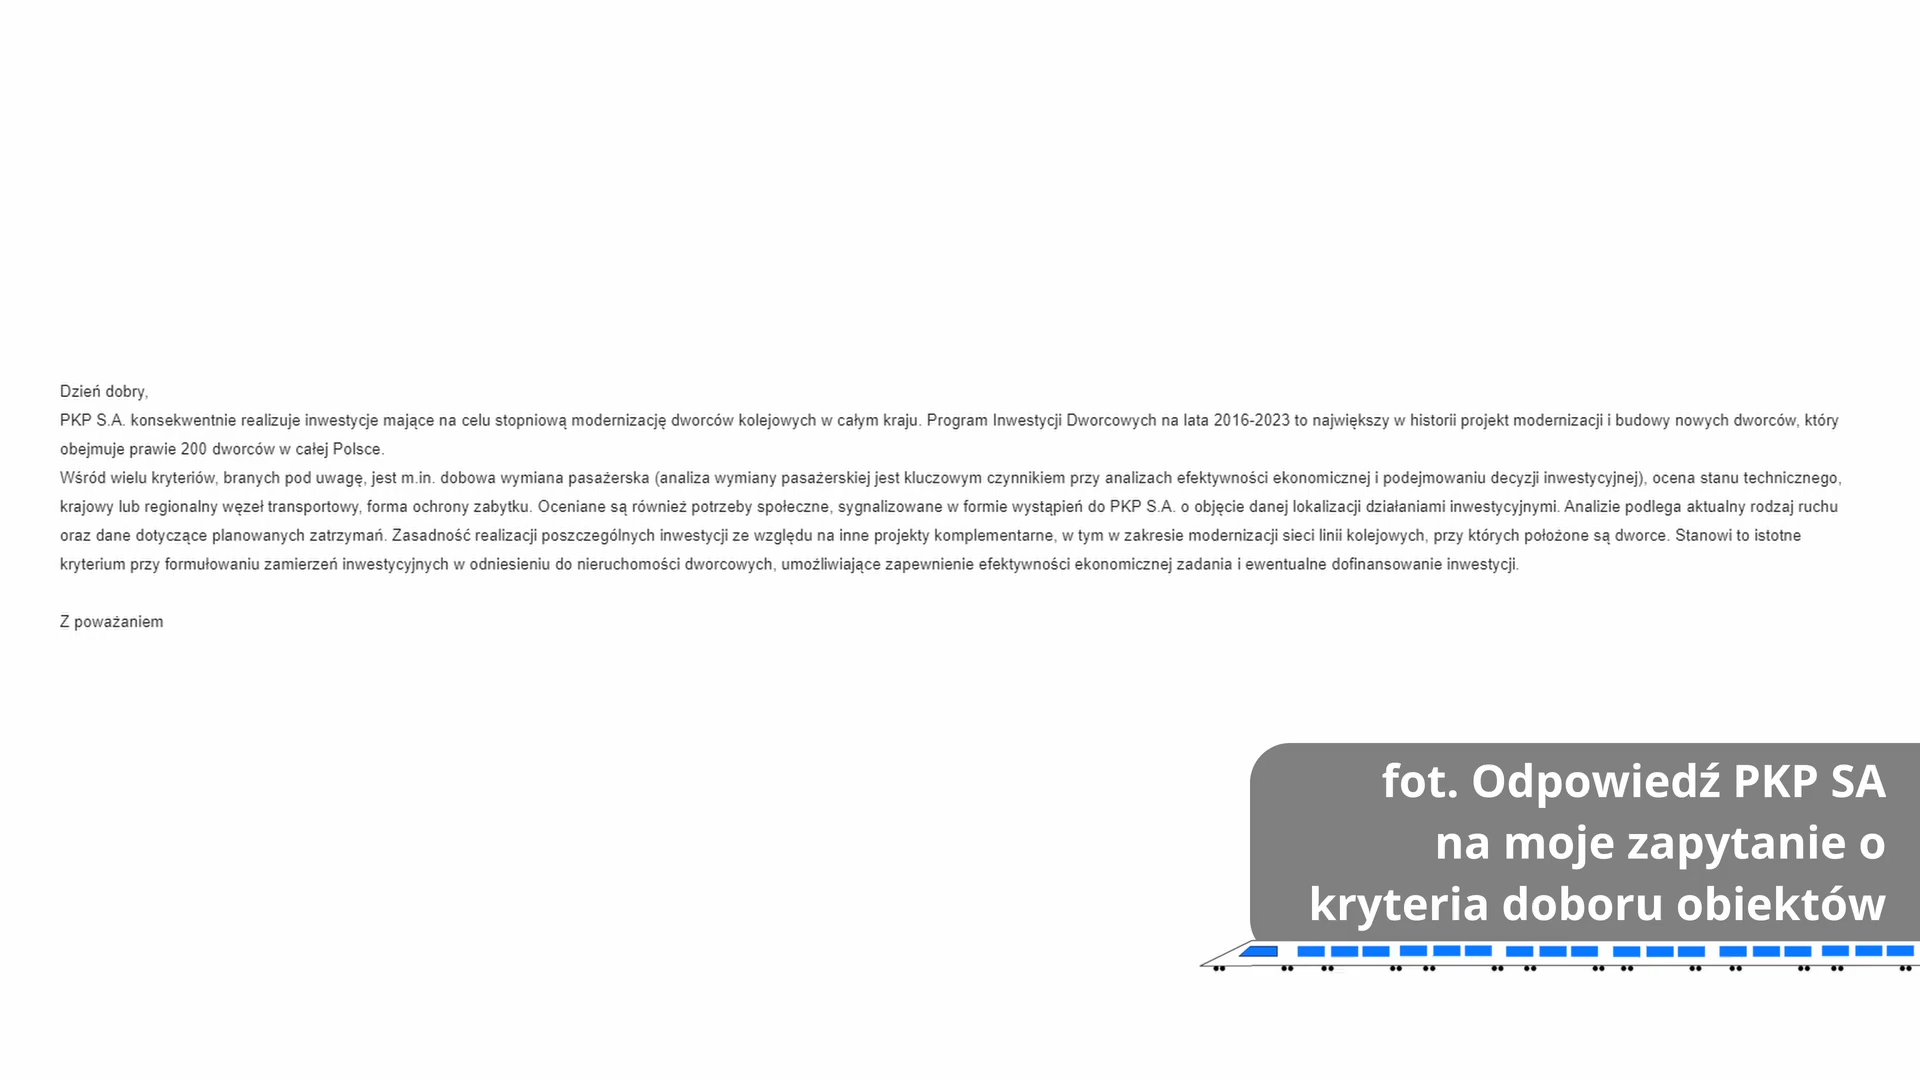 Dzień dobry,
PKP S.A. konsekwentnie realizuje inwestycje mające na celu stopniową modernizację dworców kolejowych w całym kraju. Program Inwestycji Dworcowych na lata 2016-2023 to największy w historii projekt modernizacji i budowy nowych dworców, który
obejmuje prawie 200 dworców w całej Polsce.
Wśród wielu kryteriów, branych pod uwagę, jest m.in. dobowa wymiana pasażerska (analiza wymiany pasażerskiej jest kluczowym czynnikiem przy analizach efektywności ekonomicznej i podejmowaniu decyzji inwestycyjnej), ocena stanu technicznego,
krajowy lub regionalny węzeł transportowy, forma ochrony zabytku. Oceniane są również potrzeby społeczne, sygnalizowane w formie wystąpień do PKP S.A. o objęcie danej lokalizacji działaniami inwestycyjnymi. Analizie podlega aktualny rodzaj ruchu
oraz dane dotyczące planowanych zatrzymań. Zasadność realizacji poszczególnych inwestycji ze względu na inne projekty komplementarne, w tym w zakresie modernizacji sieci linii kolejowych, przy których położone są dworce. Stanowi to istotne
kryterium przy formułowaniu zamierzeń inwestycyjnych w odniesieniu do nieruchomości dworcowych, umożliwiające zapewnienie efektywności ekonomicznej zadania i ewentualne dofinansowanie inwestycji.
Z poważaniem
fot. Odpowiedź PKP SA
na moje zapytanie o
kryteria doboru obiektów